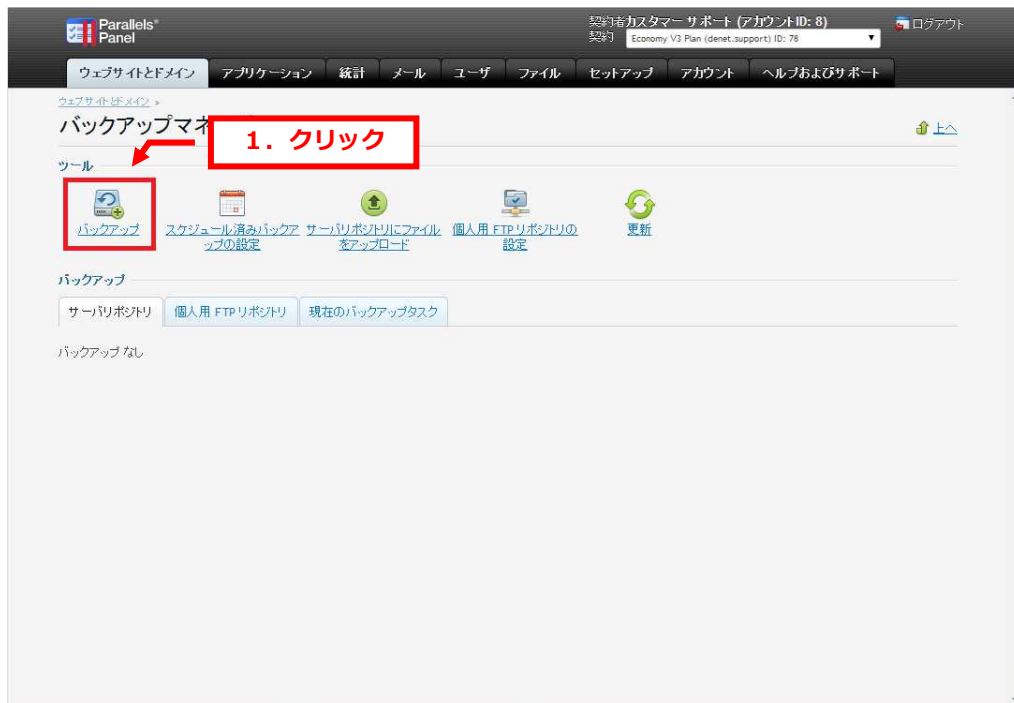 Parallels®
Panel
契約者カスタマー サポート (アカウントID: 8)
ログアウト
契約 Economy V3 Plan (denet.support) ID: 78
ウェブサイトとドメイン アプリケーション 統計 メール ユーザ ファイル セットアップ アカウント ヘルプおよびサポート
ウェブサイトとドメイン >
バックアップマネ
1．クリック
上へ
ツール
バックアップ
スケジュール済みバックア
ップの設定
サーバリポジトリにファイル
をアップロード
個人用 FTP リポジトリの
設定
更新
バックアップ
サーバリポジトリ 個人用 FTP リポジトリ 現在のバックアップタスク
バックアップ なし